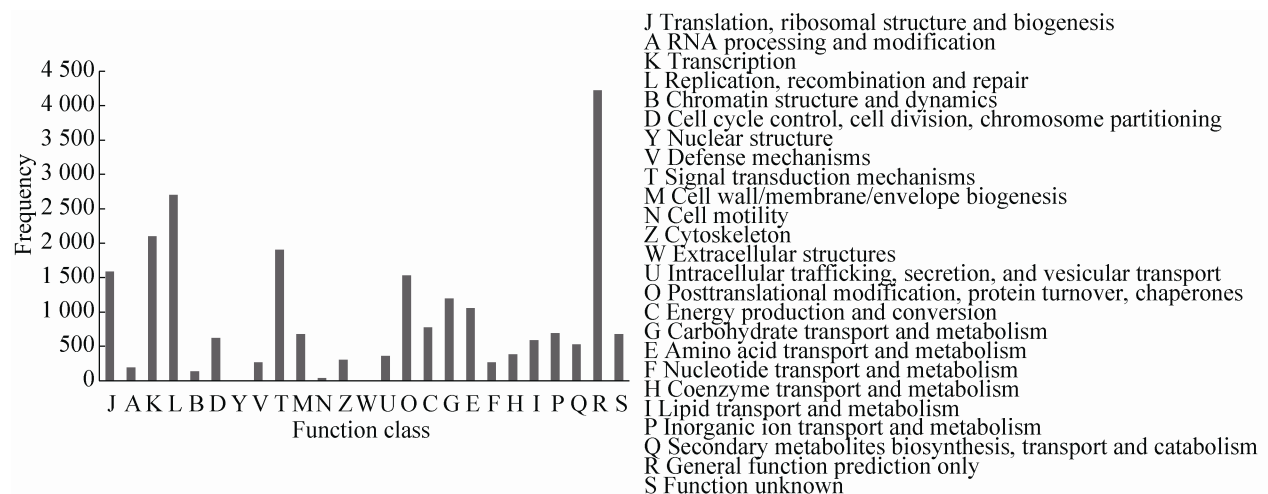 4 500
4 000
3 500
3 000
2 500
2 000
1 500
1 000
500
0
Frequency
J A K L B D Y V T M N Z W U O C G E F H I P Q R S
Function class
J Translation, ribosomal structure and biogenesis
A RNA processing and modification
K Transcription
L Replication, recombination and repair
B Chromatin structure and dynamics
D Cell cycle control, cell division, chromosome partitioning
Y Nuclear structure
V Defense mechanisms
T Signal transduction mechanisms
M Cell wall/membrane/envelope biogenesis
N Cell motility
Z Cytoskeleton
W Extracellular structures
U Intracellular trafficking, secretion, and vesicular transport
O Posttranslational modification, protein turnover, chaperones
C Energy production and conversion
G Carbohydrate transport and metabolism
E Amino acid transport and metabolism
F Nucleotide transport and metabolism
H Coenzyme transport and metabolism
I Lipid transport and metabolism
P Inorganic ion transport and metabolism
Q Secondary metabolites biosynthesis, transport and catabolism
R General function prediction only
S Function unknown